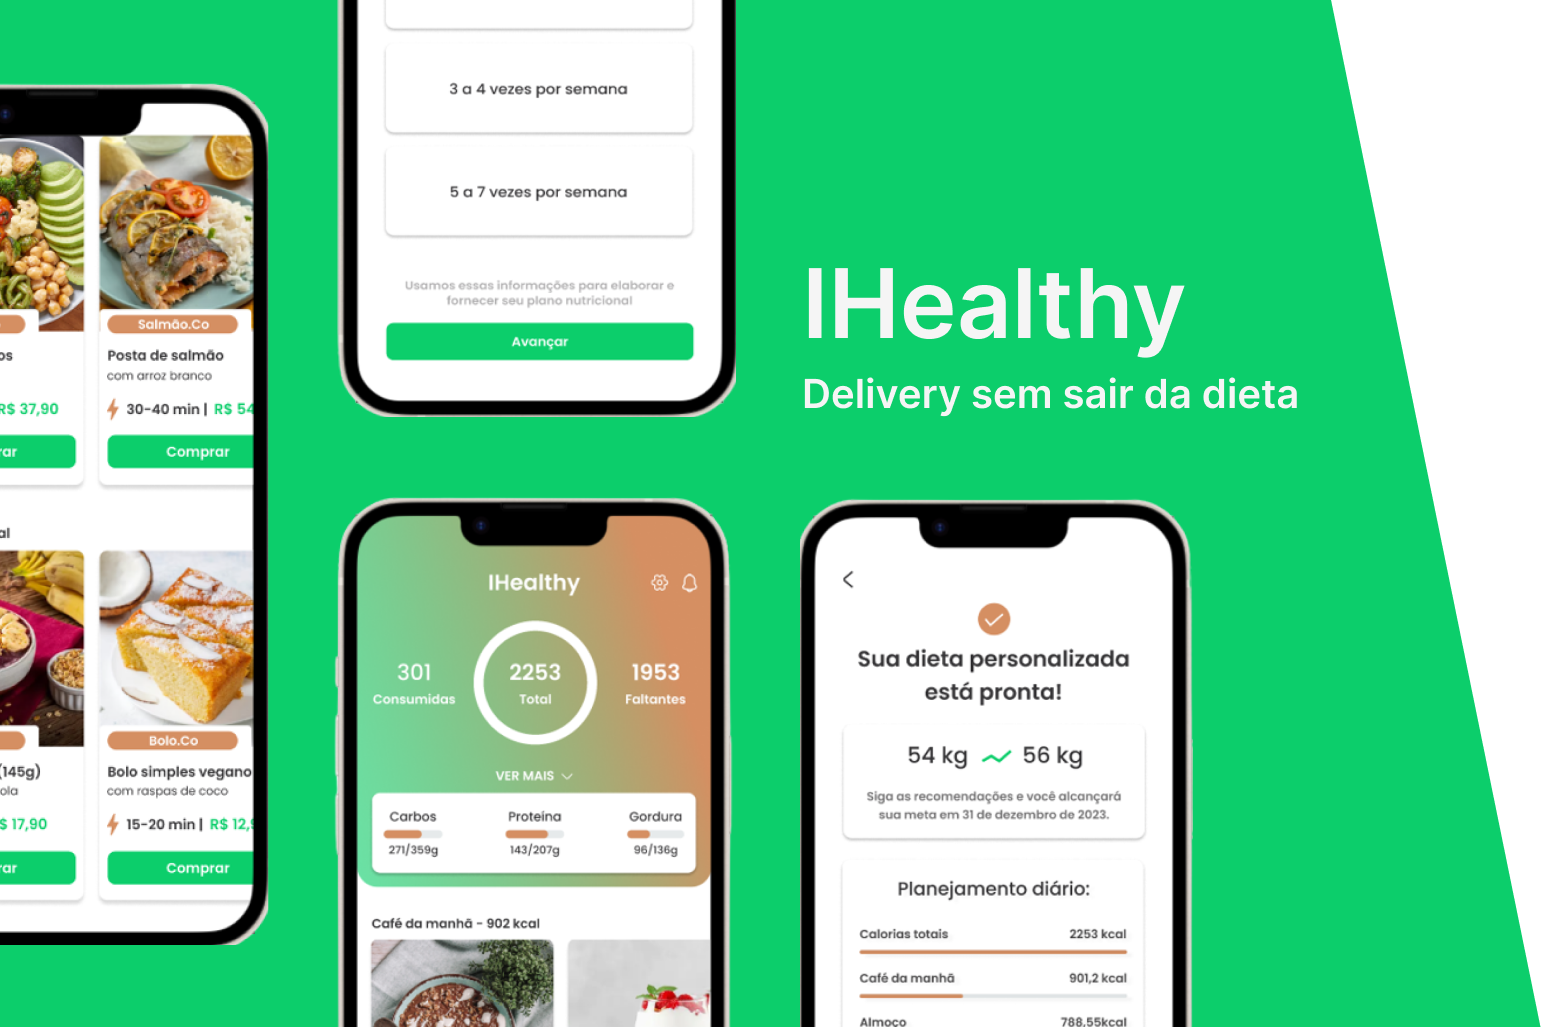 os
R$ 37,90
rar
Salmão.Co
Posta de salmão
com arroz branco
30-40 min | R$ 54
Comprar
al
(145g)
ola
$ 17,90
rar
Bolo.Co
Bolo simples vegano
com raspas de coco
15-20 min | R$ 12,9
Comprar
3 a 4 vezes por semana
5 a 7 vezes por semana
Usamos essas informações para elaborar e
fornecer seu plano nutricional
Avançar
IHealthy
Delivery sem sair da dieta
IHealthy
301
Consumidas
2253
Total
1953
Faltantes
VER MAIS
Carbos
271/359g
Proteína
143/207g
Gordura
96/136g
Café da manhã - 902 kcal
Sua dieta personalizada
está pronta!
54 kg 56 kg
Siga as recomendações e você alcançará
sua meta em 31 de dezembro de 2023.
Planejamento diário:
Calorias totais 2253 kcal
Café da manhã 901,2 kcal
Almoço 788,55kcal